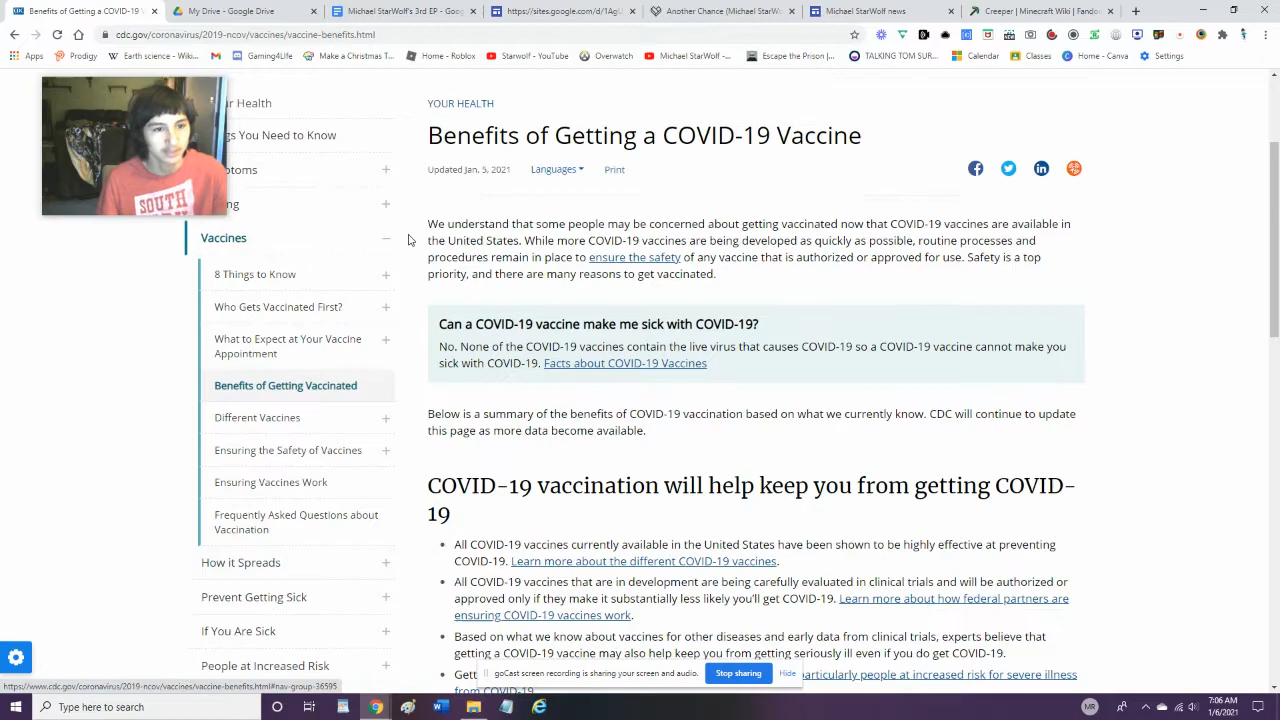 Benefits of Getting a COVID-19 V
My Drive - Google Drive
Michael StarWolf's 3rd EP - Goog
https://sites.google.com/d/1AgU
Another Chance (Michael StarWo
Michael StarWolf news
Creeper | Minecraft Wiki | Fando
cdc.gov/coronavirus/2019-ncov/vaccines/vaccine-benefits.html
Apps
Prodigy
Earth science - Wi...
GamingLife
Make a Christmas T...
Home - Roblox
Starwolf - YouTube
Overwatch
Michael StarWolf -...
Escape the Prison |...
TALKING TOM SUR...
Calendar
Classes
Home - Canva
Settings
ur Health
gs You Need to Know
ptoms
ng
Vaccines
8 Things to Know
Who Gets Vaccinated First?
What to Expect at Your Vaccine
Appointment
Benefits of Getting Vaccinated
Different Vaccines
Ensuring the Safety of Vaccines
Ensuring Vaccines Work
Frequently Asked Questions about
Vaccination
How it Spreads
Prevent Getting Sick
If You Are Sick
People at Increased Risk
SOUTH
YOUR HEALTH
Benefits of Getting a COVID-19 Vaccine
Updated Jan. 5, 2021
Languages
Print
We understand that some people may be concerned about getting vaccinated now that COVID-19 vaccines are available in
the United States. While more COVID-19 vaccines are being developed as quickly as possible, routine processes and
procedures remain in place to ensure the safety of any vaccine that is authorized or approved for use. Safety is a top
priority, and there are many reasons to get vaccinated.
Can a COVID-19 vaccine make me sick with COVID-19?
No. None of the COVID-19 vaccines contain the live virus that causes COVID-19 so a COVID-19 vaccine cannot make you
sick with COVID-19. Facts about COVID-19 Vaccines
Below is a summary of the benefits of COVID-19 vaccination based on what we currently know. CDC will continue to update
this page as more data become available.
COVID-19 vaccination will help keep you from getting COVID-
19
All COVID-19 vaccines currently available in the United States have been shown to be highly effective at preventing
COVID-19. Learn more about the different COVID-19 vaccines.
All COVID-19 vaccines that are in development are being carefully evaluated in clinical trials and will be authorized or
approved only if they make it substantially less likely you'll get COVID-19. Learn more about how federal partners are
ensuring COVID-19 vaccines work.
Based on what we know about vaccines for other diseases and early data from clinical trials, experts believe that
getting a COVID-19 vaccine may also help keep you from getting seriously ill even if you do get COVID-19.
Gett
particularly people at increased risk for severe illness
from COVID-19.
goCast screen recording is sharing your screen and audio.
Stop sharing
Hide
https://www.cdc.gov/coronavirus/2019-ncov/vaccines/vaccine-benefits.html#nav-group-36595
Type here to search
MR
7:06 AM
1/6/2021